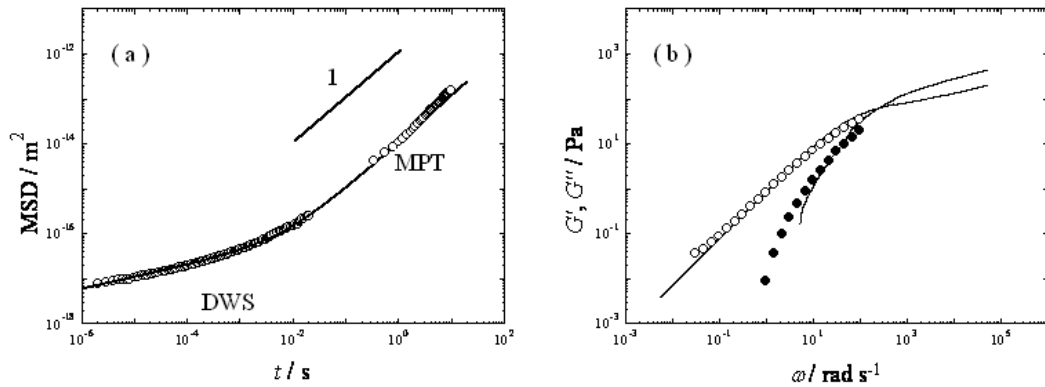 ( a )
MSD / m²
10⁻¹²
10⁻¹⁴
10⁻¹⁶
10⁻¹⁸
1
MPT
DWS
10⁻⁶ 10⁻⁴ 10⁻² 10⁰ 10²
t / s
( b )
G', G'' / Pa
10³
10¹
10⁻¹
10⁻³
10⁻³ 10⁻¹ 10¹ 10³ 10⁵
ω / rad s⁻¹